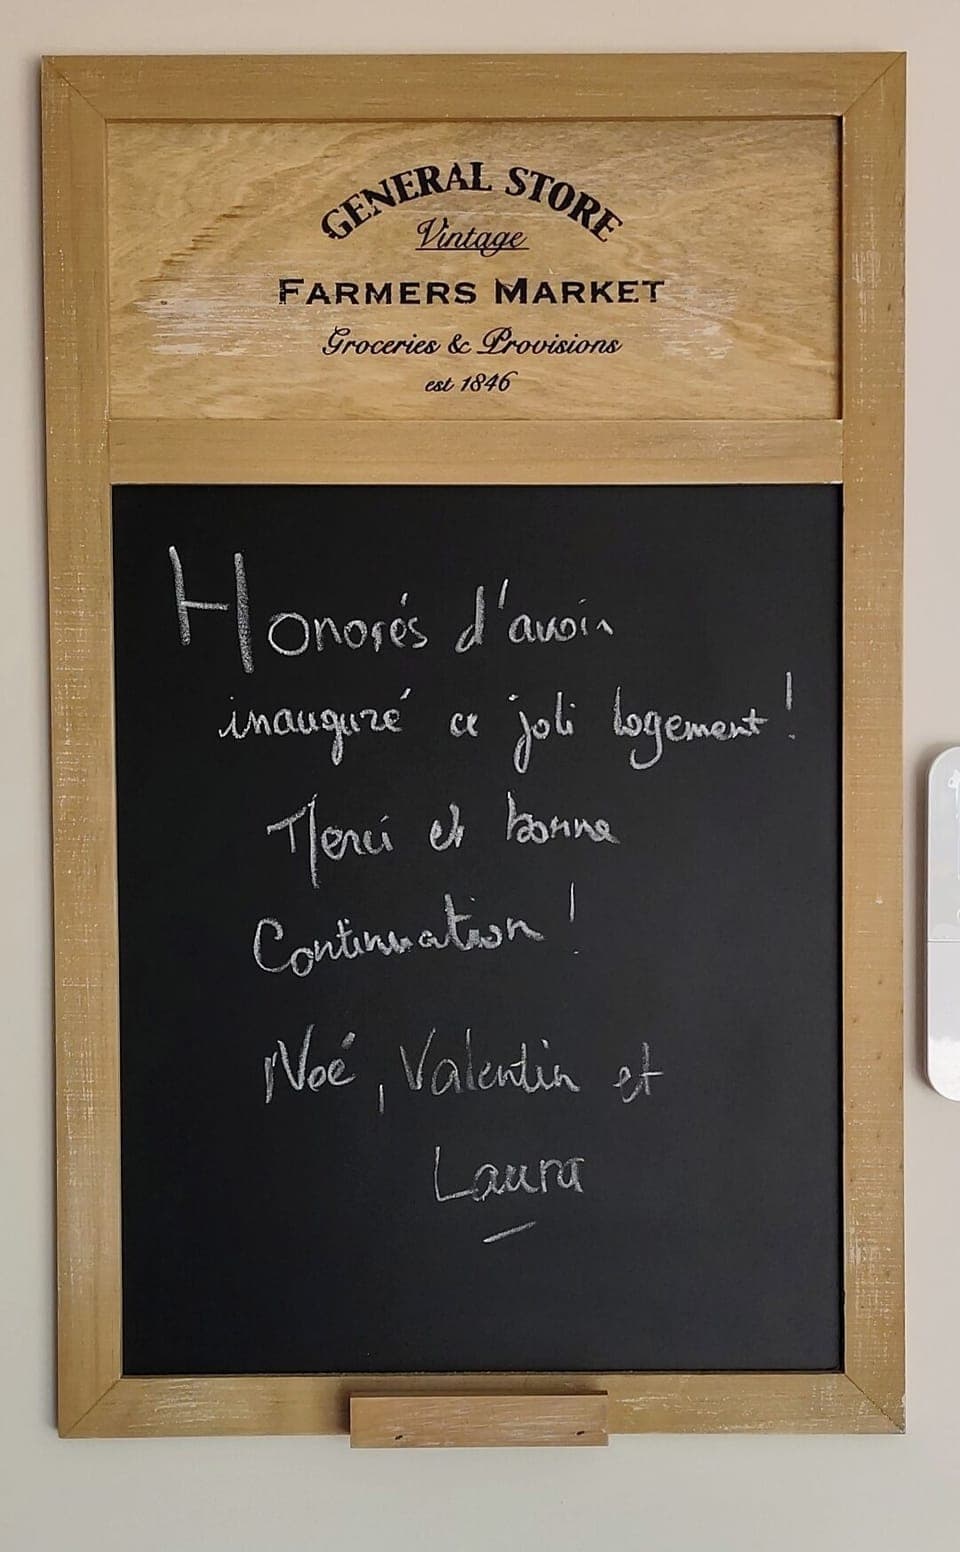 GENERAL STORE
Vintage
FARMERS MARKET
Groceries & Provisions
est 1846
Honorés d'avoir
inauguré ce joli logement !
Merci et bonne
Continuation !
Noé, Valentin et
Laura